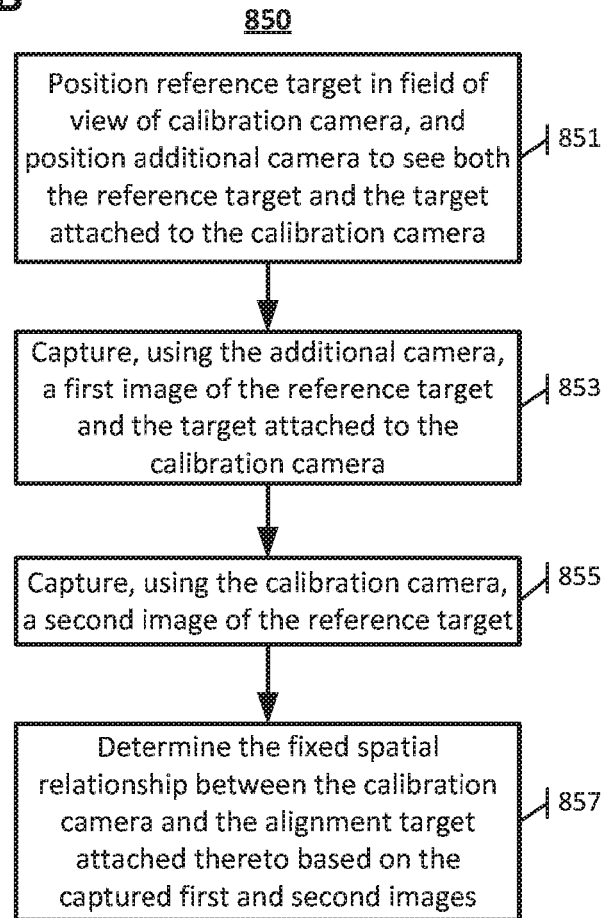 850
Position reference target in field of
view of calibration camera, and
position additional camera to see both
the reference target and the target
attached to the calibration camera
851
Capture, using the additional camera,
a first image of the reference target
and the target attached to the
calibration camera
853
Capture, using the calibration camera,
a second image of the reference target
855
Determine the fixed spatial
relationship between the calibration
camera and the alignment target
attached thereto based on the
captured first and second images
857